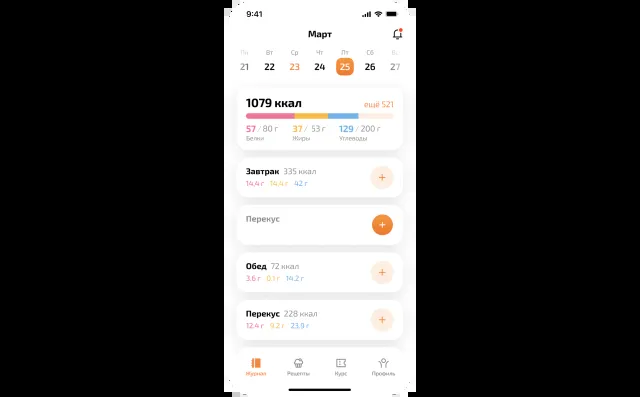 9:41
Март
Пн Вт Ср Чт Пт Сб
21 22 23 24 25 26 27
1079 ккал
ещё 521
57 / 80 г 37 / 53 г 129 / 200 г
Белки Жиры Углеводы
Завтрак 335 ккал
14,4 г 14,4 г 42 г
Перекус
Обед 72 ккал
3.6 г 0.1 г 14.2 г
Перекус 228 ккал
12.4 г 9.2 г 23.9 г
Журнал Рецепты Курс Профиль